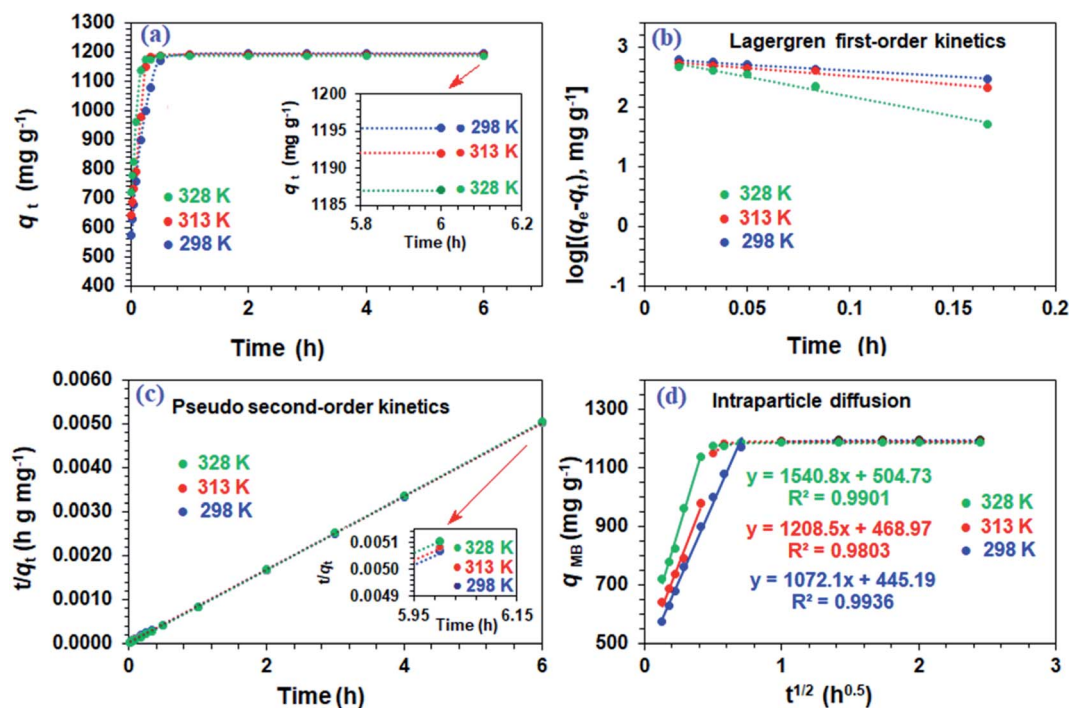 (a)
1300
1200
1100
1000
900
800
700
600
500
400
q t (mg g-1)
0 1 2 3 4 5 6
Time (h)
328 K
313 K
298 K
1200
1195
1190
1185
q t (mg g-1)
298 K
313 K
328 K
5.8 6 6.2
Time (h)
(b) Lagergren first-order kinetics
3
2
1
0
-1
log[(qe-qt), mg g-1]
328 K
313 K
298 K
0 0.05 0.1 0.15 0.2
Time (h)
(c) Pseudo second-order kinetics
0.0060
0.0050
0.0040
0.0030
0.0020
0.0010
0.0000
t/qt (h g mg-1)
328 K
313 K
298 K
0.0051
0.0050
0.0049
t/qt
328 K
313 K
298 K
5.95 6.15
Time (h)
0 2 4 6
Time (h)
(d) Intraparticle diffusion
1300
1100
900
700
500
q MB (mg g-1)
y = 1540.8x + 504.73
R² = 0.9901
y = 1208.5x + 468.97
R² = 0.9803
y = 1072.1x + 445.19
R² = 0.9936
328 K
313 K
298 K
0 1 2 3
t1/2 (h0.5)